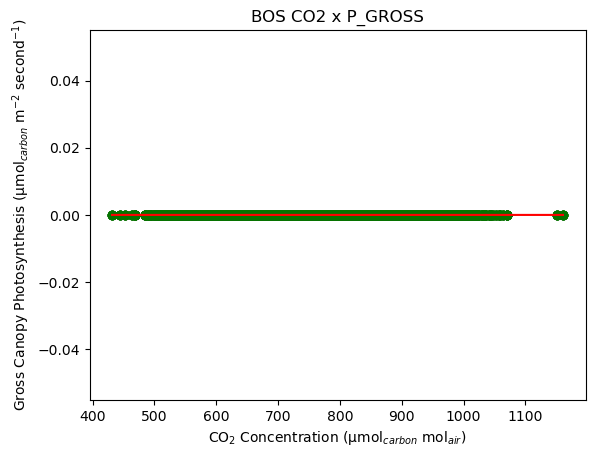 BOS CO2 x P_GROSS
Gross Canopy Photosynthesis (μmol_carbon m⁻² second⁻¹)
0.04
0.02
0.00
−0.02
−0.04
400 500 600 700 800 900 1000 1100
CO₂ Concentration (μmol_carbon mol_air)